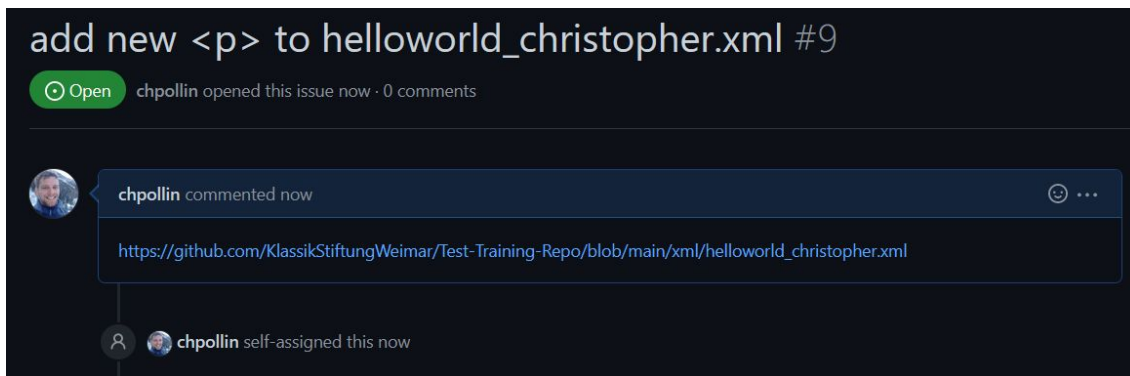 add new <p> to helloworld_christopher.xml #9
Open chpollin opened this issue now · 0 comments
chpollin commented now
https://github.com/KlassikStiftungWeimar/Test-Training-Repo/blob/main/xml/helloworld_christopher.xml
chpollin self-assigned this now